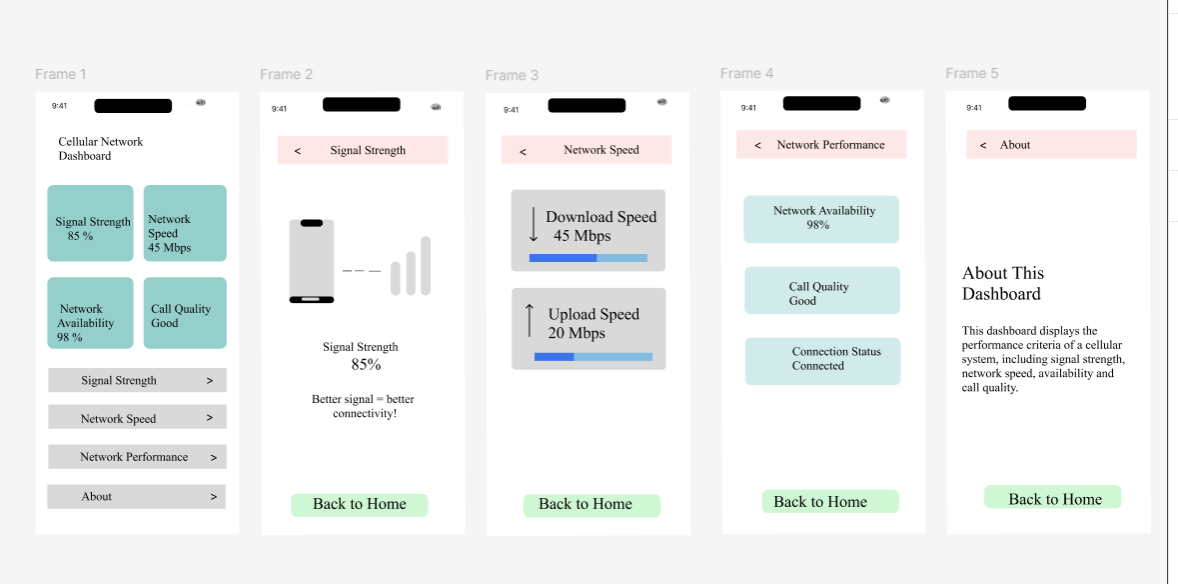 Frame 1
9:41
Cellular Network
Dashboard
Signal Strength
85 %
Network
Speed
45 Mbps
Network
Availability
98 %
Call Quality
Good
Signal Strength >
Network Speed >
Network Performance >
About >
Frame 2
9:41
< Signal Strength
Signal Strength
85%
Better signal = better
connectivity!
Back to Home
Frame 3
9:41
< Network Speed
Download Speed
45 Mbps
Upload Speed
20 Mbps
Back to Home
Frame 4
9:41
< Network Performance
Network Availability
98%
Call Quality
Good
Connection Status
Connected
Back to Home
Frame 5
9:41
< About
About This
Dashboard
This dashboard displays the
performance criteria of a cellular
system, including signal strength,
network speed, availability and
call quality.
Back to Home